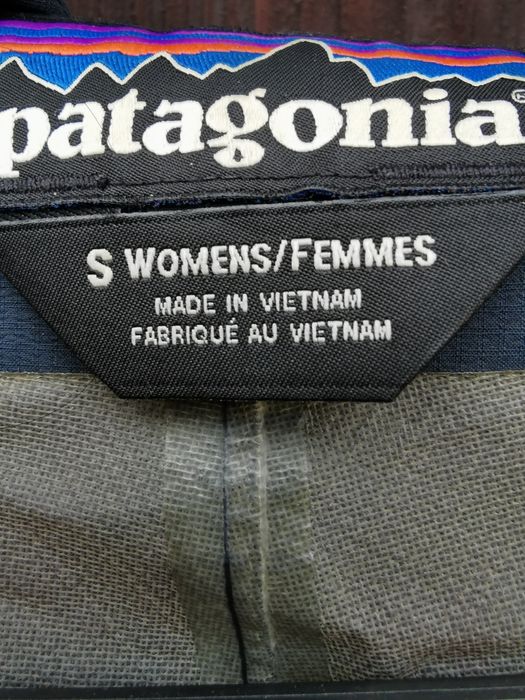 patagonia®
S WOMENS/FEMMES
MADE IN VIETNAM
FABRIQUÉ AU VIETNAM